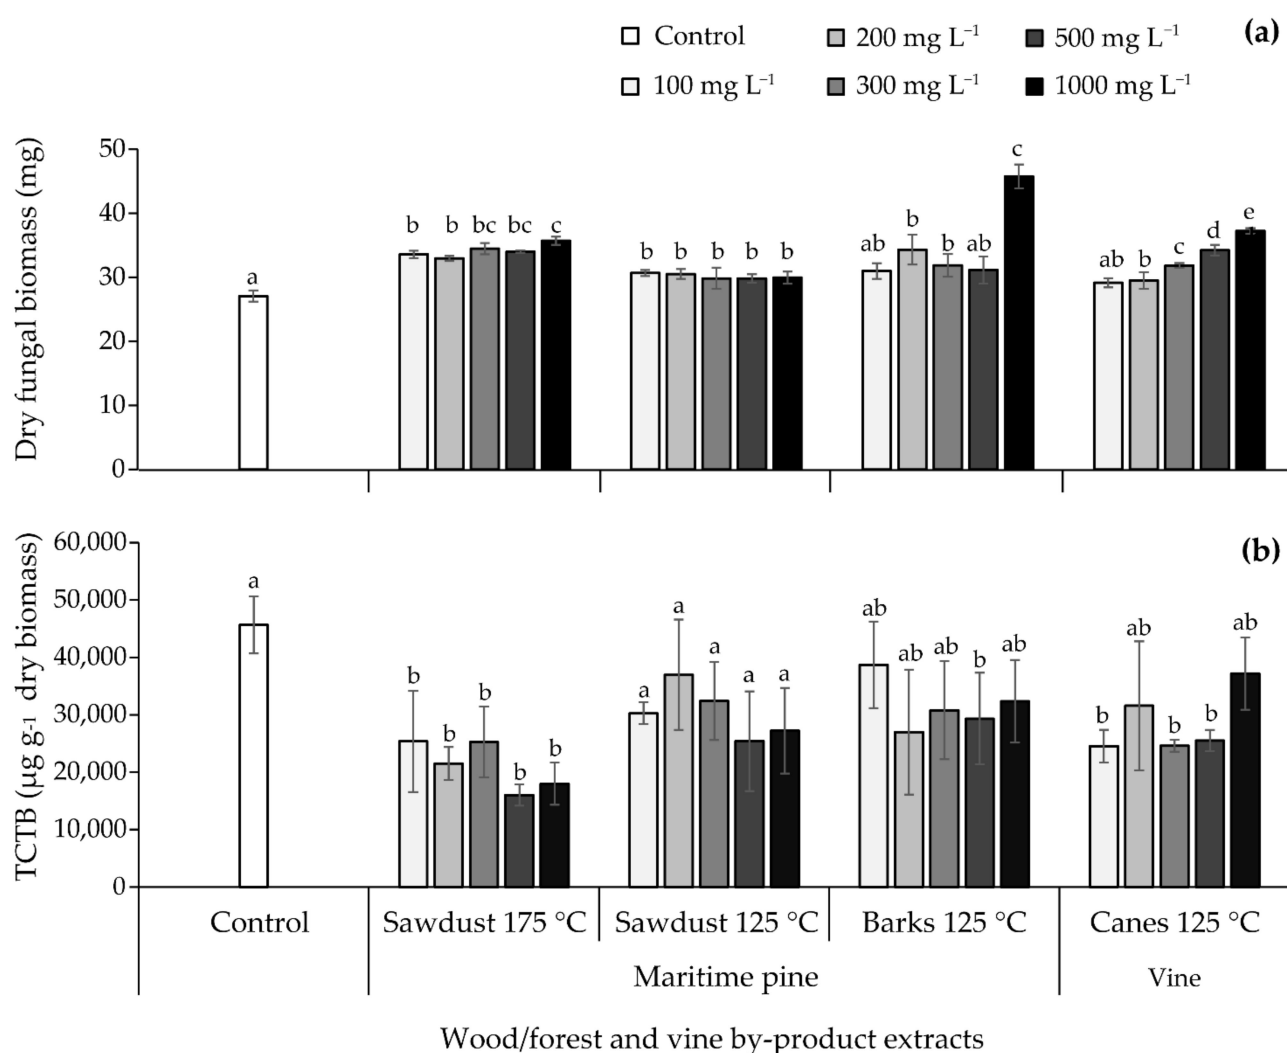 Control 200 mg L⁻¹ 500 mg L⁻¹ (a)
100 mg L⁻¹ 300 mg L⁻¹ 1000 mg L⁻¹
Dry fungal biomass (mg)
50
40
30
20
10
0
a
b b bc bc c
b b b b b
ab b b ab c
ab b c d e
(b)
TCTB (µg g-1 dry biomass)
60,000
50,000
40,000
30,000
20,000
10,000
0
a
b b b b b
a a a a a
ab ab ab b ab
b ab b b ab
Control Sawdust 175 °C Sawdust 125 °C Barks 125 °C Canes 125 °C
Maritime pine Vine
Wood/forest and vine by-product extracts